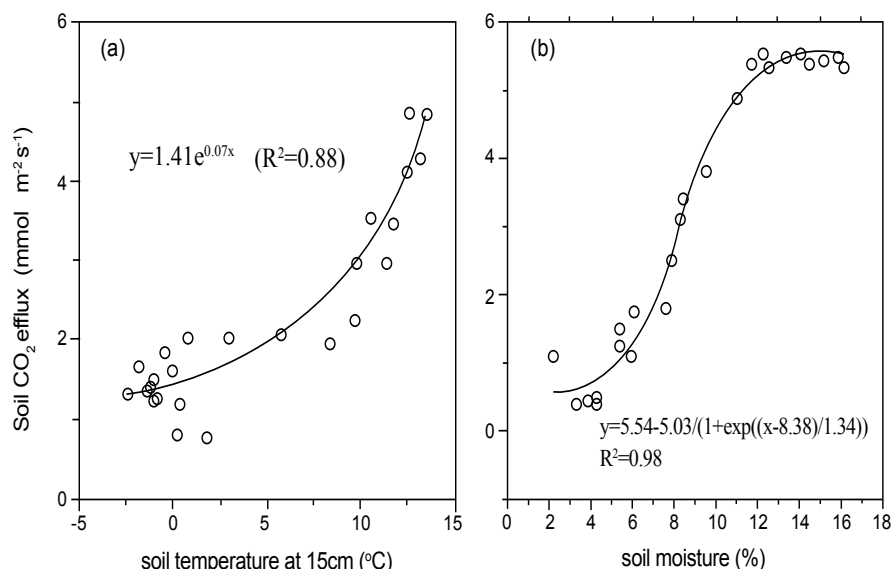 (a)
y=1.41e^0.07x (R²=0.88)
Soil CO₂ efflux (mmol m⁻² s⁻¹)
6
4
2
0
-5
0
5
10
15
soil temperature at 15cm (°C)
(b)
6
4
2
0
y=5.54-5.03/(1+exp((x-8.38)/1.34))
R²=0.98
0
2
4
6
8
10
12
14
16
18
soil moisture (%)